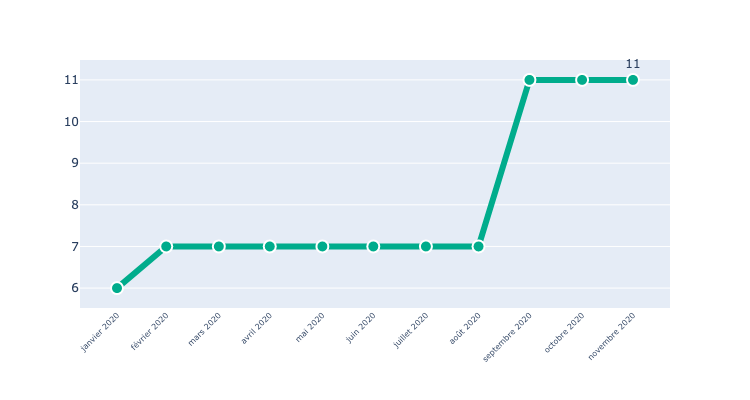 11
11
10
9
8
7
6
janvier 2020
février 2020
mars 2020
avril 2020
mai 2020
juin 2020
juillet 2020
août 2020
septembre 2020
octobre 2020
novembre 2020